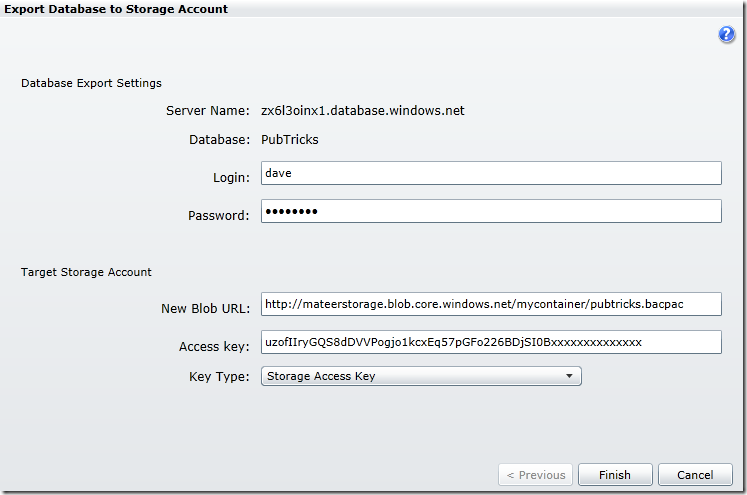 Export Database to Storage Account
?
Database Export Settings
Server Name: zx6l3oinx1.database.windows.net
Database: PubTricks
Login: dave
Password: ••••••••
Target Storage Account
New Blob URL: http://mateerstorage.blob.core.windows.net/mycontainer/pubtricks.bacpac
Access key: uzofIIryGQS8dDVVPogjo1kcxEq57pGFo226BDjSI0Bxxxxxxxxxxxxxx
Key Type: Storage Access Key
< Previous Finish Cancel